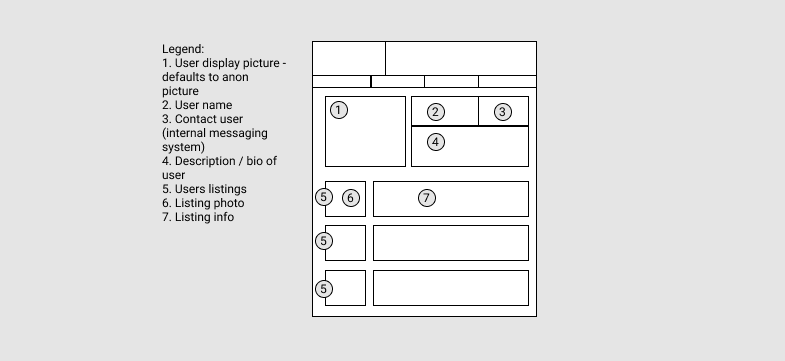 Legend:
1. User display picture -
defaults to anon
picture
2. User name
3. Contact user
(internal messaging
system)
4. Description / bio of
user
5. Users listings
6. Listing photo
7. Listing info
1
2
3
4
5
6
7
5
5